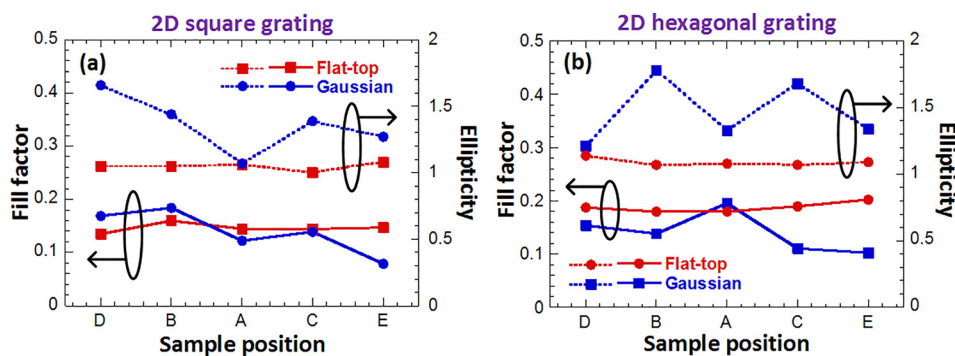 2D square grating
(a)
Flat-top
Gaussian
Fill factor
0.5
0.4
0.3
0.2
0.1
0
2
1.5
1
0.5
0
Ellipticity
D B A C E
Sample position
2D hexagonal grating
(b)
Fill factor
0.5
0.4
0.3
0.2
0.1
0
2
1.5
1
0.5
0
Ellipticity
Flat-top
Gaussian
D B A C E
Sample position